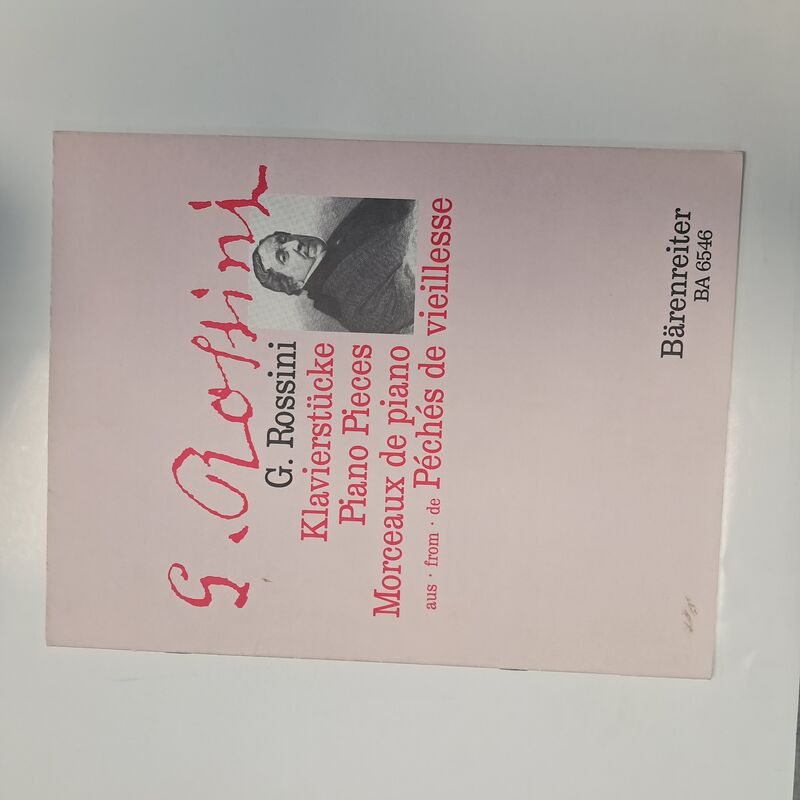 G. Rossini
G. Rossini
Klavierstücke
Piano Pieces
Morceaux de piano
aus · from · de Péchés de vieillesse
Bärenreiter
BA 6546